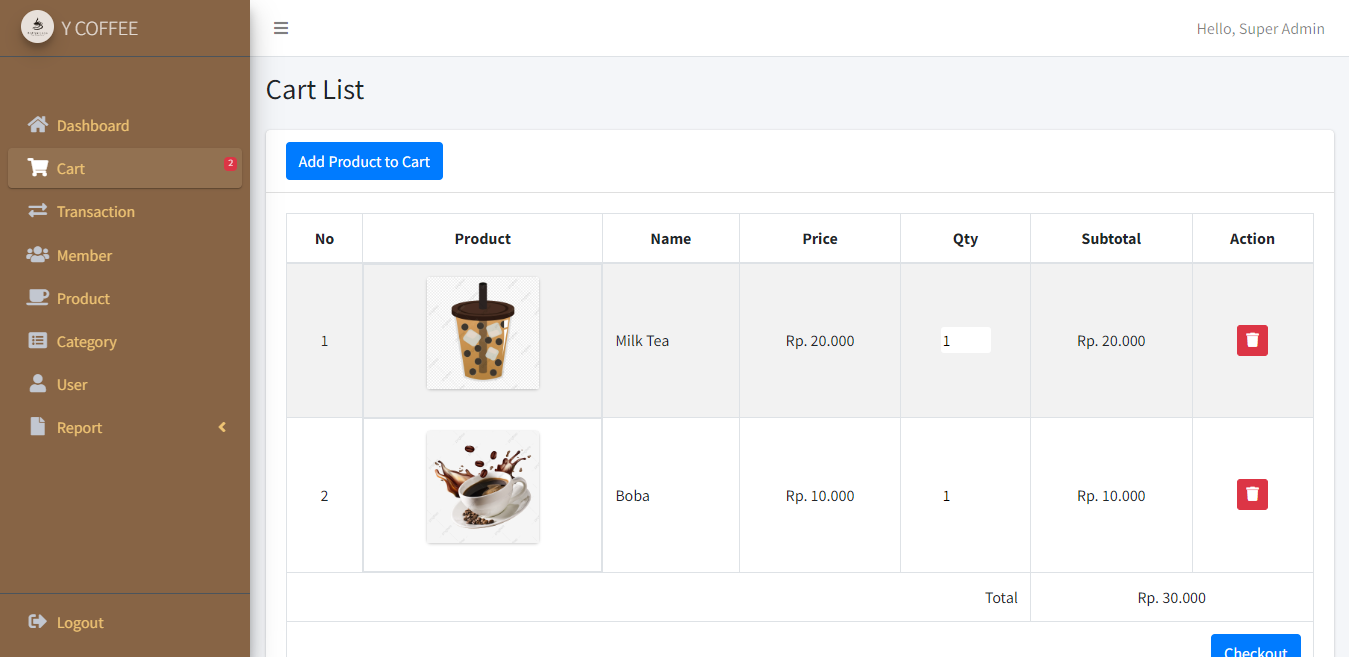 Y COFFEE
Hello, Super Admin
Dashboard
Cart
2
Transaction
Member
Product
Category
User
Report
Logout
Cart List
Add Product to Cart
No Product Name Price Qty Subtotal Action
1 Milk Tea Rp. 20.000 1 Rp. 20.000
2 Boba Rp. 10.000 1 Rp. 10.000
Total Rp. 30.000
Checkout